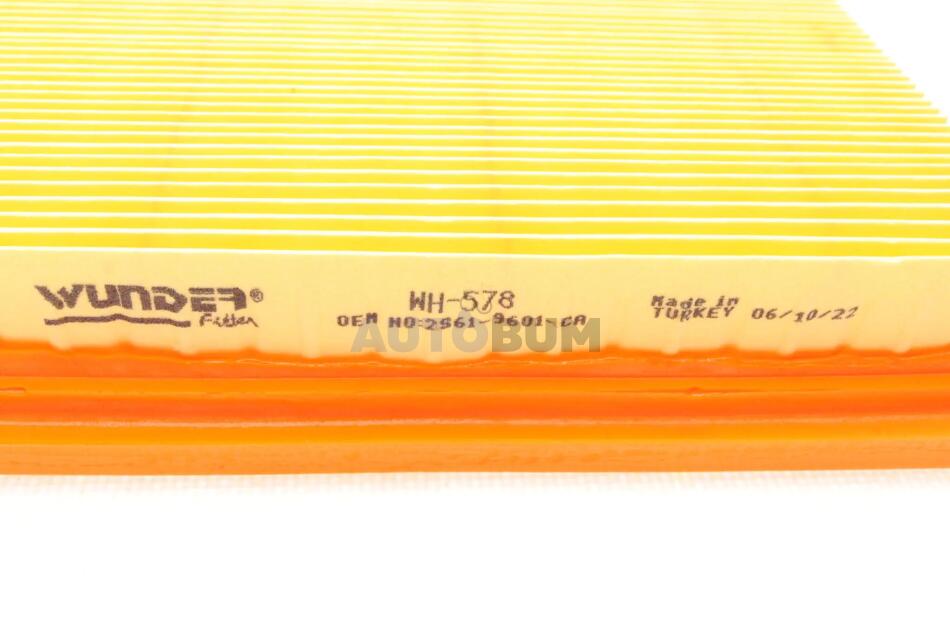 WUNDER®
Filter
WH-578
OEM NO:2S61-9601-CA
Made in
TURKEY 06/10/22
AUTOBUM